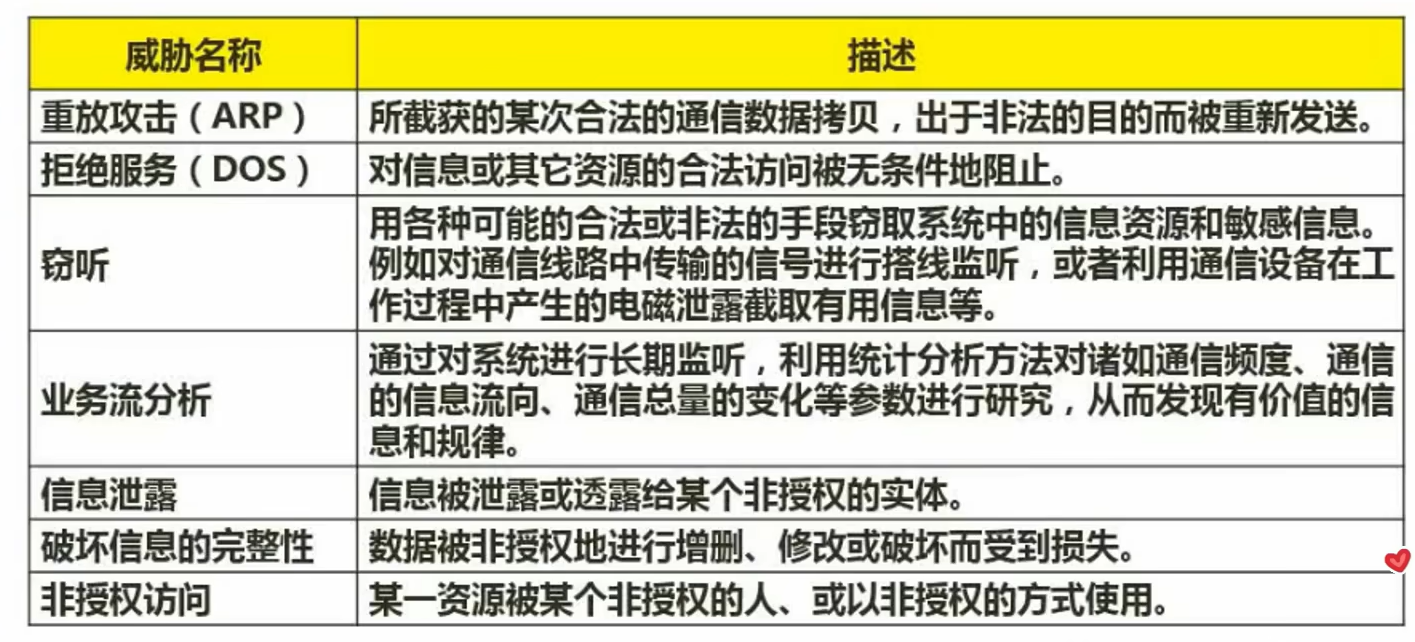 威胁名称 描述
重放攻击（ARP） 所截获的某次合法的通信数据拷贝，出于非法的目的而被重新发送。
拒绝服务（DOS） 对信息或其它资源的合法访问被无条件地阻止。
窃听
用各种可能的合法或非法的手段窃取系统中的信息资源和敏感信息。
例如对通信线路中传输的信号进行搭线监听，或者利用通信设备在工
作过程中产生的电磁泄露截取有用信息等。
业务流分析
通过对系统进行长期监听，利用统计分析方法对诸如通信频度、通信
的信息流向、通信总量的变化等参数进行研究，从而发现有价值的信
息和规律。
信息泄露 信息被泄露或透露给某个非授权的实体。
破坏信息的完整性 数据被非授权地进行增删、修改或破坏而受到损失。
非授权访问 某一资源被某个非授权的人、或以非授权的方式使用。